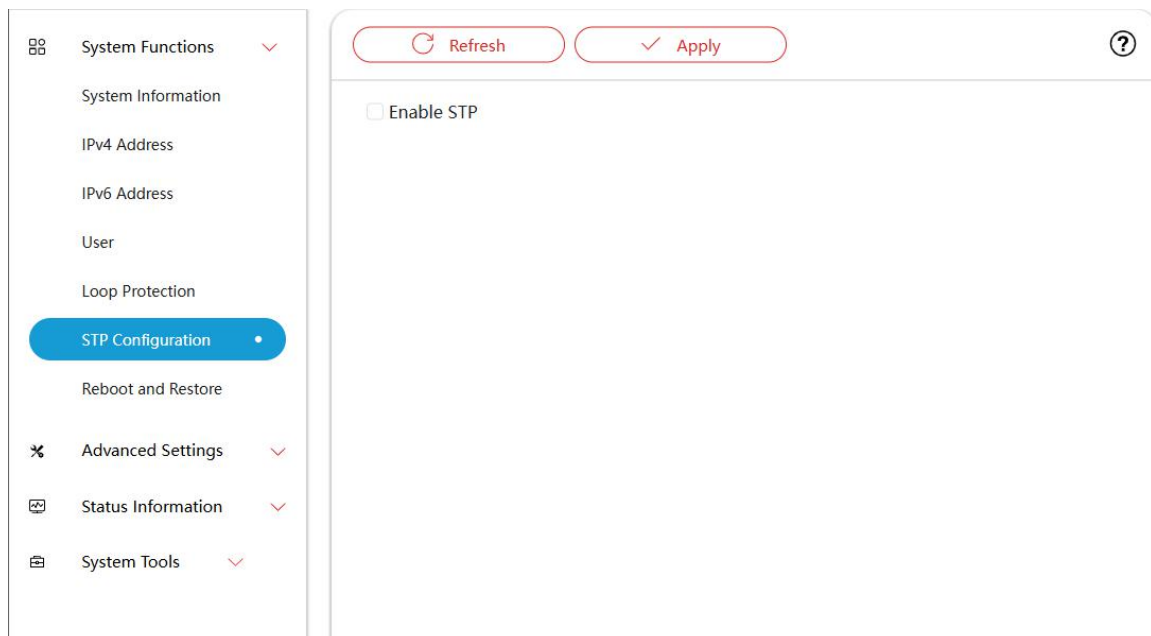 System Functions
System Information
IPv4 Address
IPv6 Address
User
Loop Protection
STP Configuration
Reboot and Restore
Advanced Settings
Status Information
System Tools
Refresh
Apply
?
Enable STP